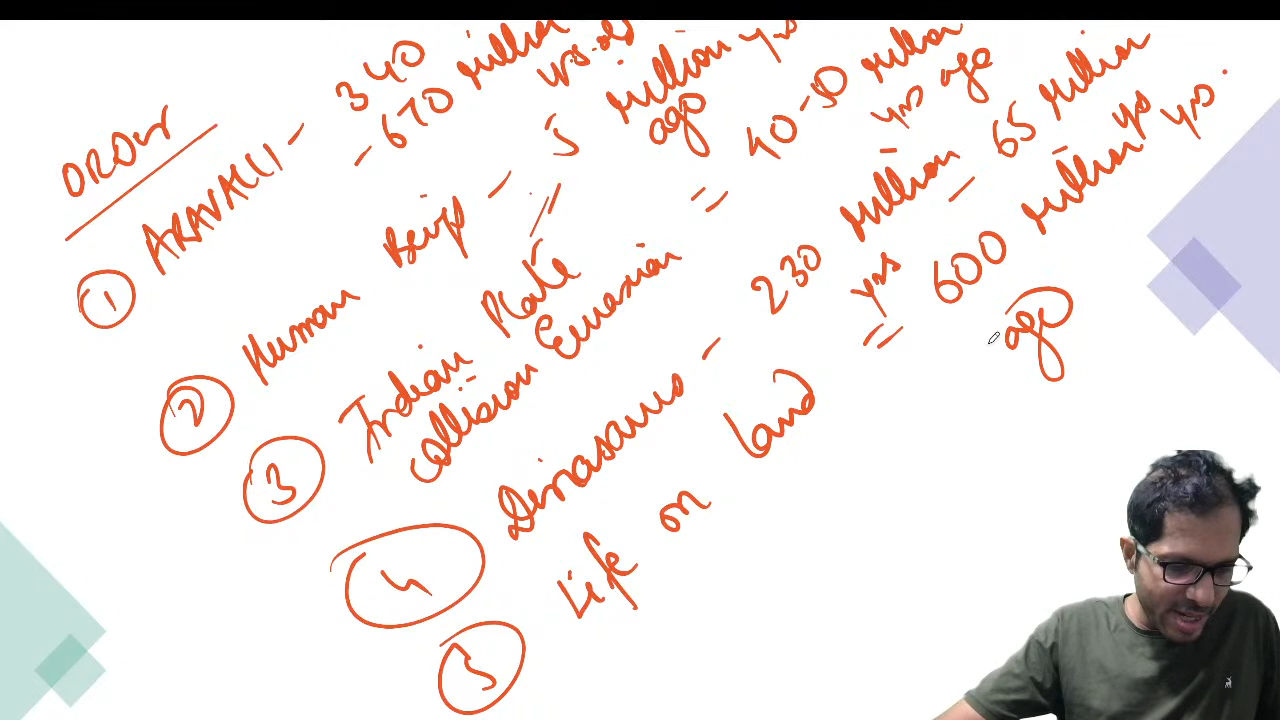 Order
① ARAVALLI - 340
- 670 million
yrs. old
② Human Beings - 5 million yrs
ago
③ Indian Plate
collision Eurasian = 40-50 million
yrs ago
④ Dinosaurs - 230 million - 65 million
yrs yrs
⑤ Life on Land = 600 million yrs.
ago